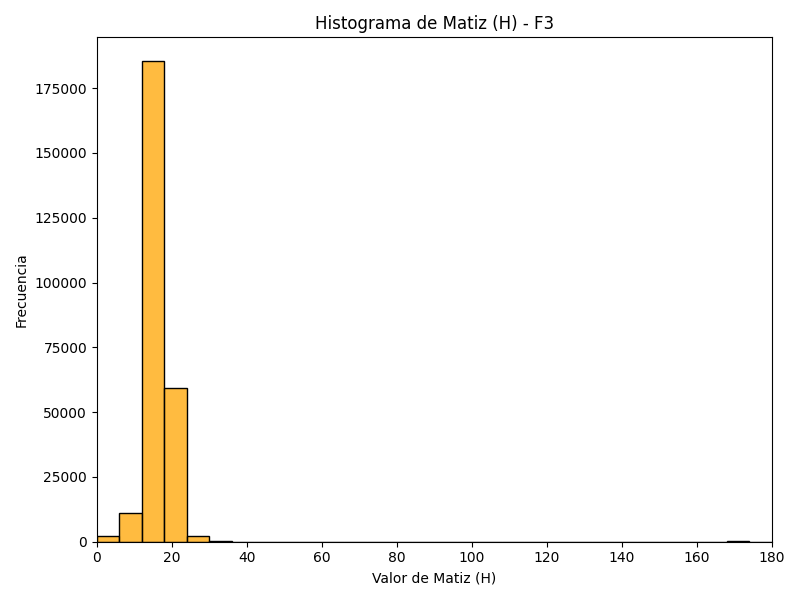 Histograma de Matiz (H) - F3
Frecuencia
175000
150000
125000
100000
75000
50000
25000
0
0 20 40 60 80 100 120 140 160 180
Valor de Matiz (H)